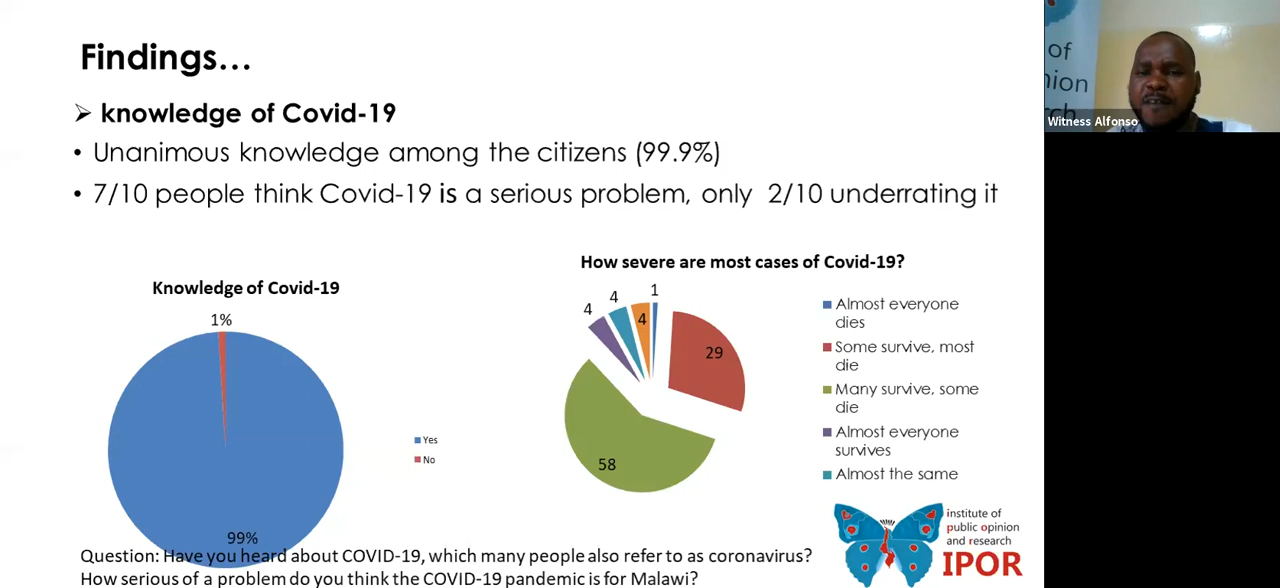 Findings…
➢ knowledge of Covid-19
• Unanimous knowledge among the citizens (99.9%)
• 7/10 people think Covid-19 is a serious problem, only 2/10 underrating it
Knowledge of Covid-19
1%
99%
Yes
No
How severe are most cases of Covid-19?
4
4
4
1
29
58
Almost everyone
dies
Some survive, most
die
Many survive, some
die
Almost everyone
survives
Almost the same
Question: Have you heard about COVID-19, which many people also refer to as coronavirus?
How serious of a problem do you think the COVID-19 pandemic is for Malawi?
institute of
public opinion
and research
IPOR
of
nion
rch
Witness Alfonso